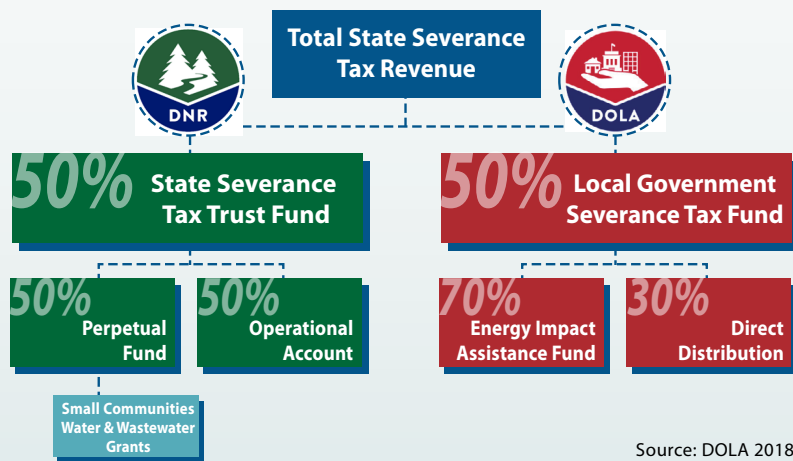 Total State Severance
Tax Revenue
DNR
DOLA
50% State Severance
Tax Trust Fund
50% Local Government
Severance Tax Fund
50%
Perpetual
Fund
50%
Operational
Account
70%
Energy Impact
Assistance Fund
30%
Direct
Distribution
Small Communities
Water & Wastewater
Grants
Source: DOLA 2018